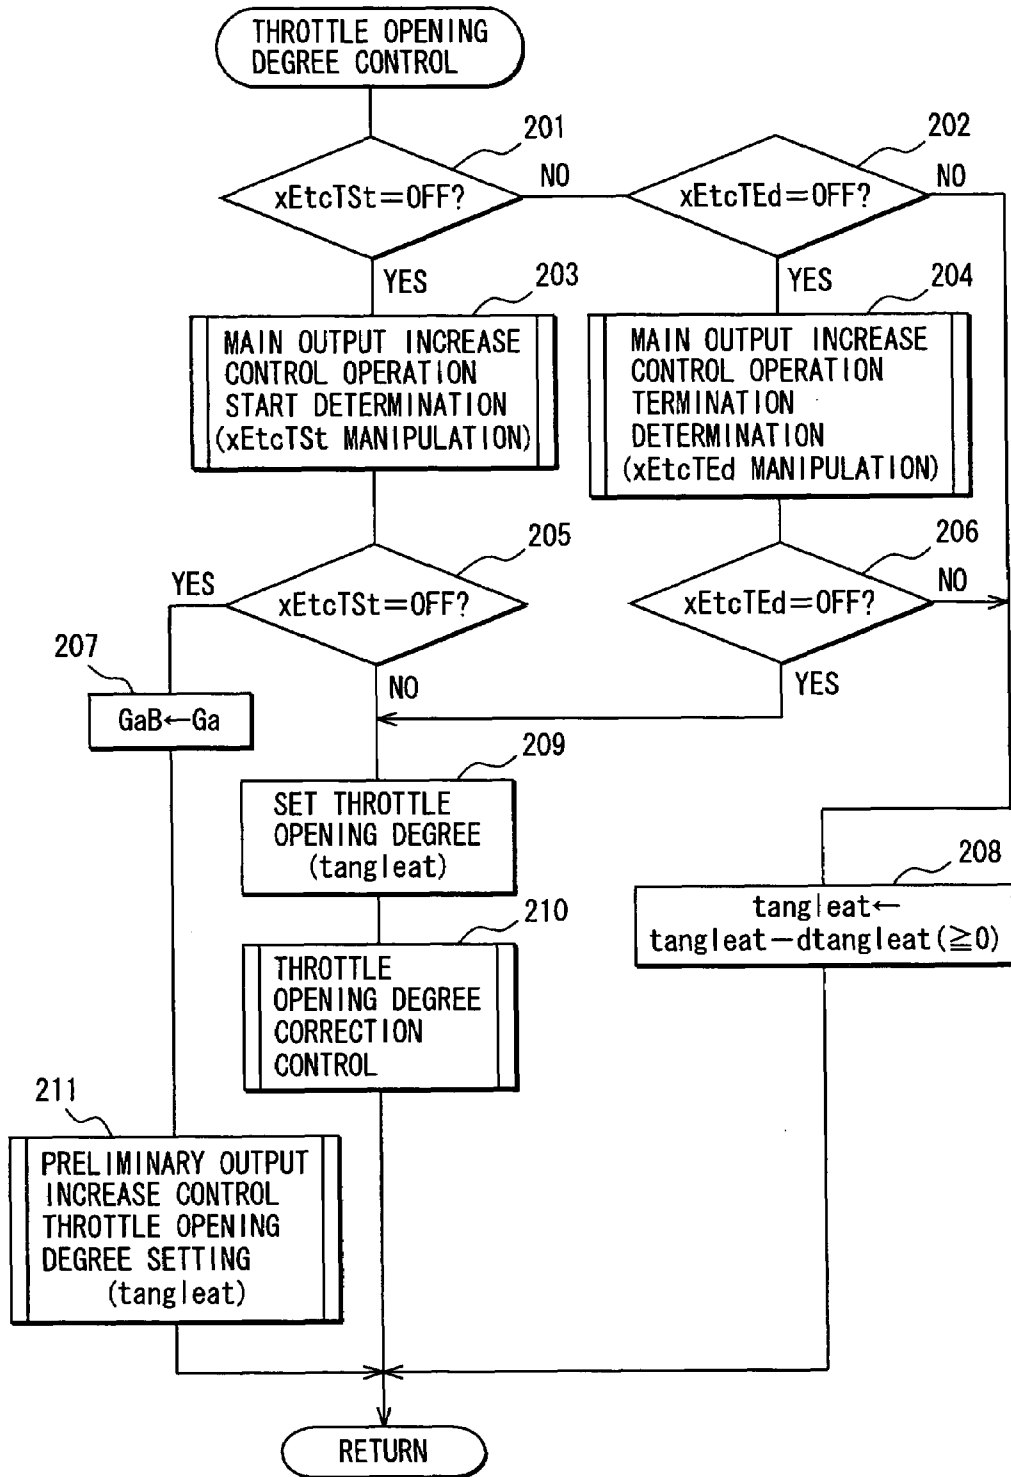 THROTTLE OPENING
DEGREE CONTROL
201
xEtcTSt=OFF?
NO
202
xEtcTEd=OFF?
NO
YES
203
MAIN OUTPUT INCREASE
CONTROL OPERATION
START DETERMINATION
(xEtcTSt MANIPULATION)
YES
204
MAIN OUTPUT INCREASE
CONTROL OPERATION
TERMINATION
DETERMINATION
(xEtcTEd MANIPULATION)
205
YES
xEtcTSt=OFF?
NO
206
xEtcTEd=OFF?
NO
YES
207
GaB←Ga
209
SET THROTTLE
OPENING DEGREE
(tangleat)
208
tangleat←
tangleat-dtangleat(≧0)
210
THROTTLE
OPENING DEGREE
CORRECTION
CONTROL
211
PRELIMINARY OUTPUT
INCREASE CONTROL
THROTTLE OPENING
DEGREE SETTING
(tangleat)
RETURN